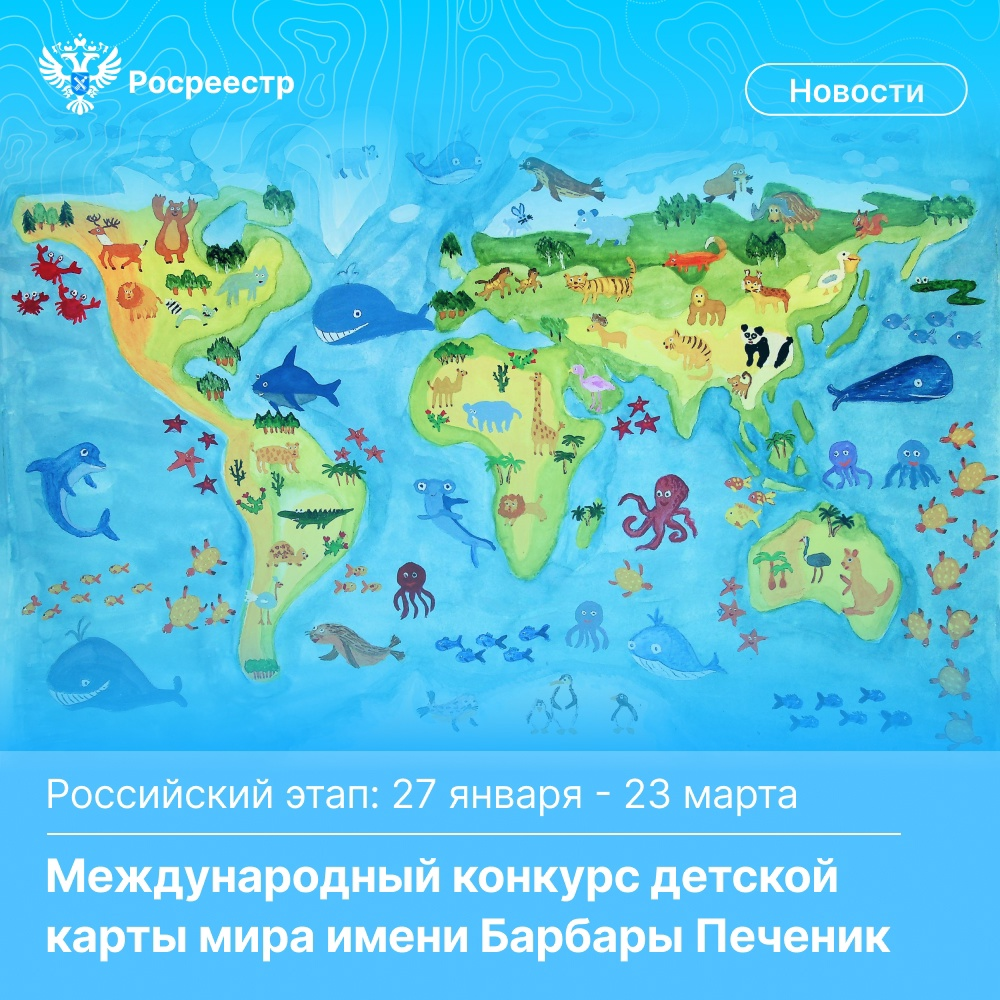 Росреестр
Новости
Российский этап: 27 января - 23 марта
Международный конкурс детской
карты мира имени Барбары Печеник